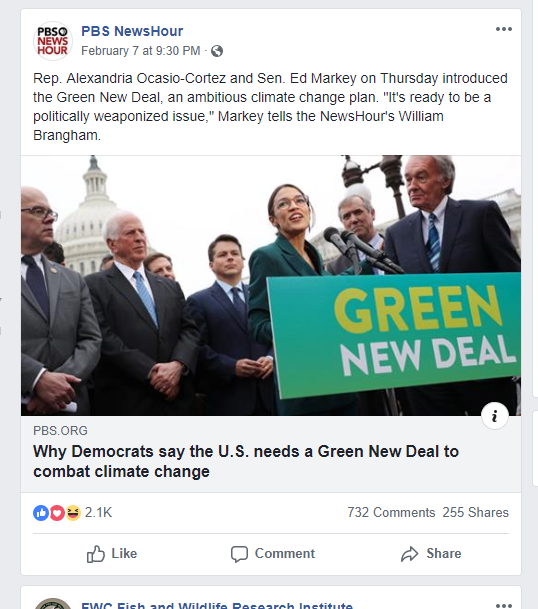 PBS
NEWS
HOUR
PBS NewsHour
February 7 at 9:30 PM ·
Rep. Alexandria Ocasio-Cortez and Sen. Ed Markey on Thursday introduced
the Green New Deal, an ambitious climate change plan. "It's ready to be a
politically weaponized issue," Markey tells the NewsHour's William
Brangham.
GREEN
NEW DEAL
i
PBS.ORG
Why Democrats say the U.S. needs a Green New Deal to
combat climate change
2.1K 732 Comments 255 Shares
Like Comment Share
FWC Fish and Wildlife Research Institute